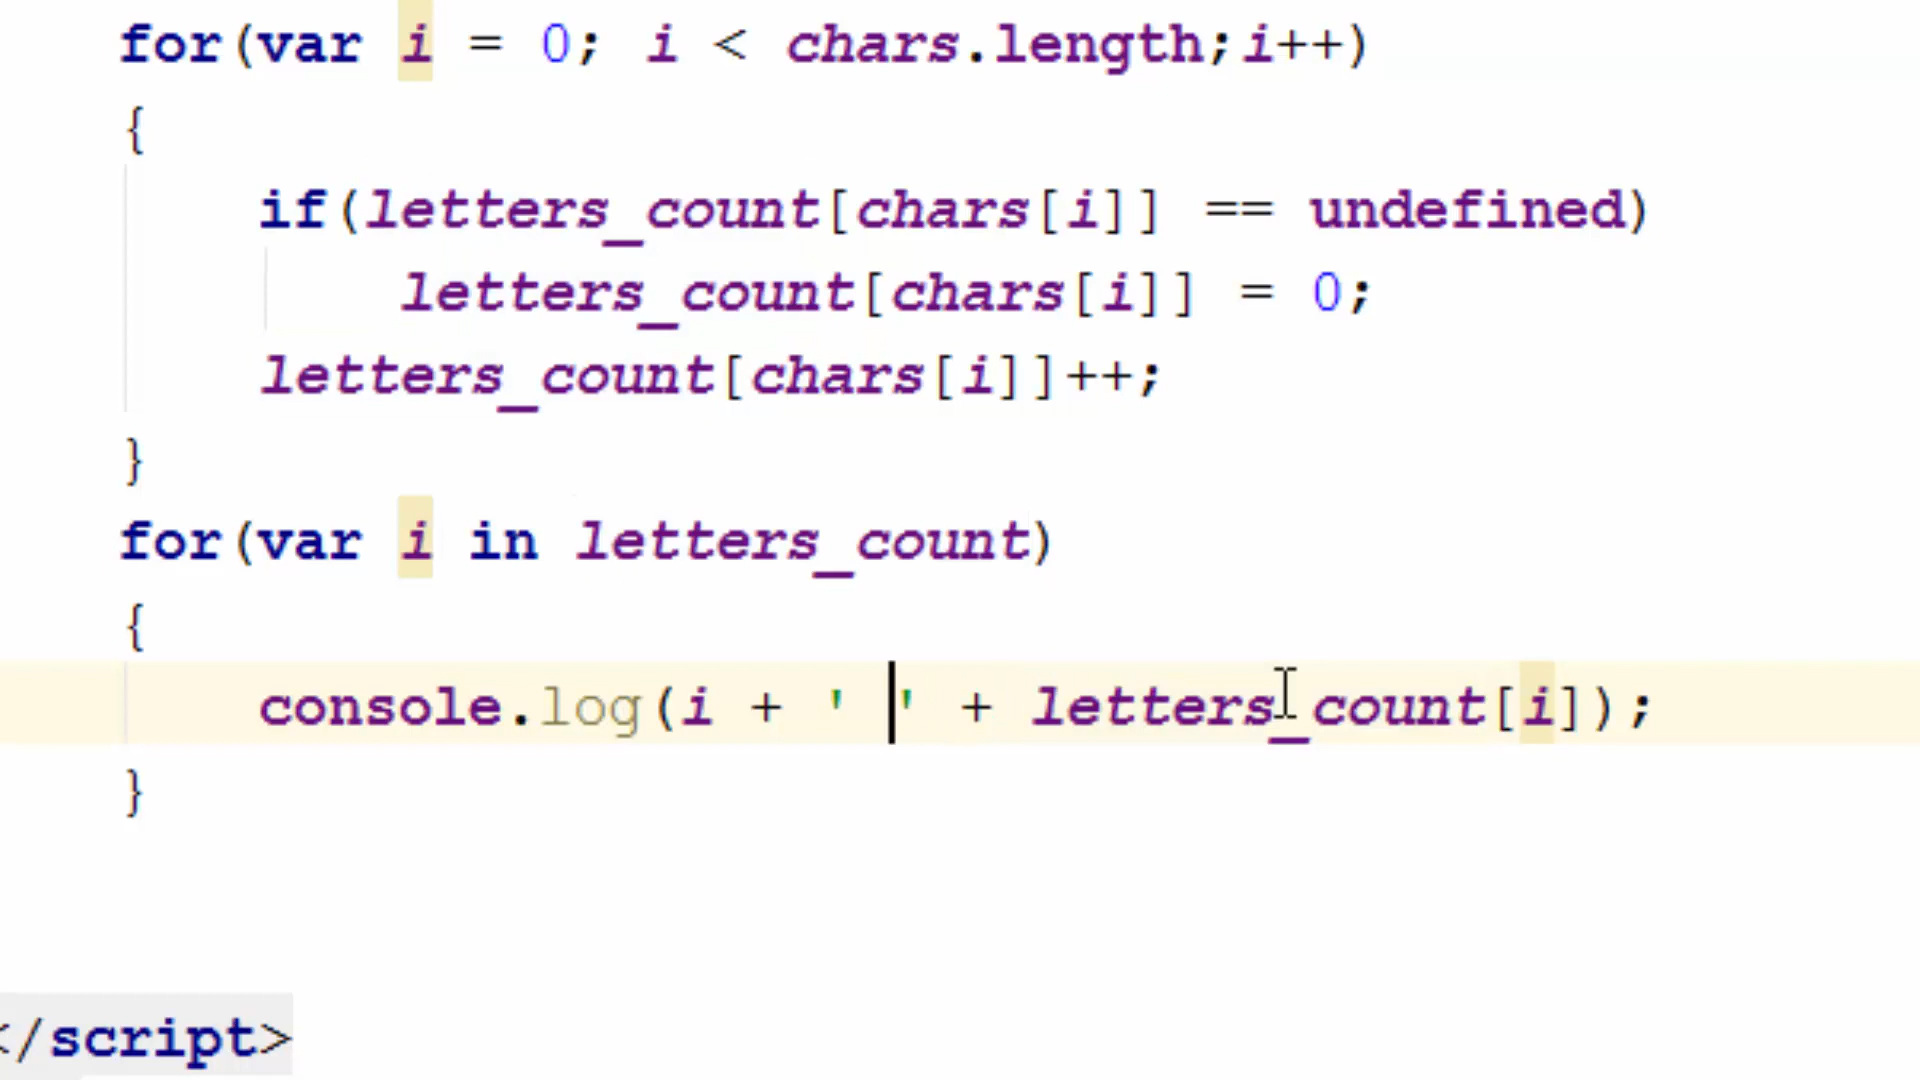 for(var i = 0; i < chars.length;i++)
{
if(letters_count[chars[i]] == undefined)
letters_count[chars[i]] = 0;
letters_count[chars[i]]++;
}
for(var i in letters_count)
{
console.log(i + ' ' + letters_count[i]);
}
</script>